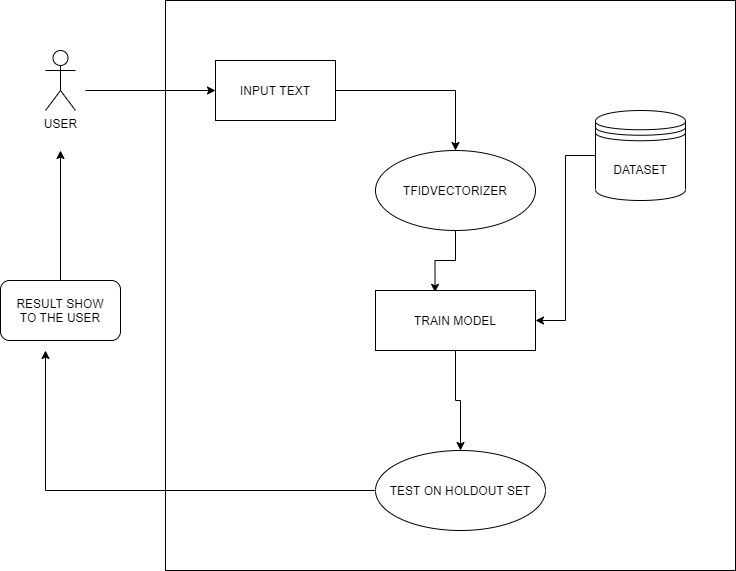 INPUT TEXT
USER
DATASET
TFIDVECTORIZER
RESULT SHOW
TO THE USER
TRAIN MODEL
TEST ON HOLDOUT SET